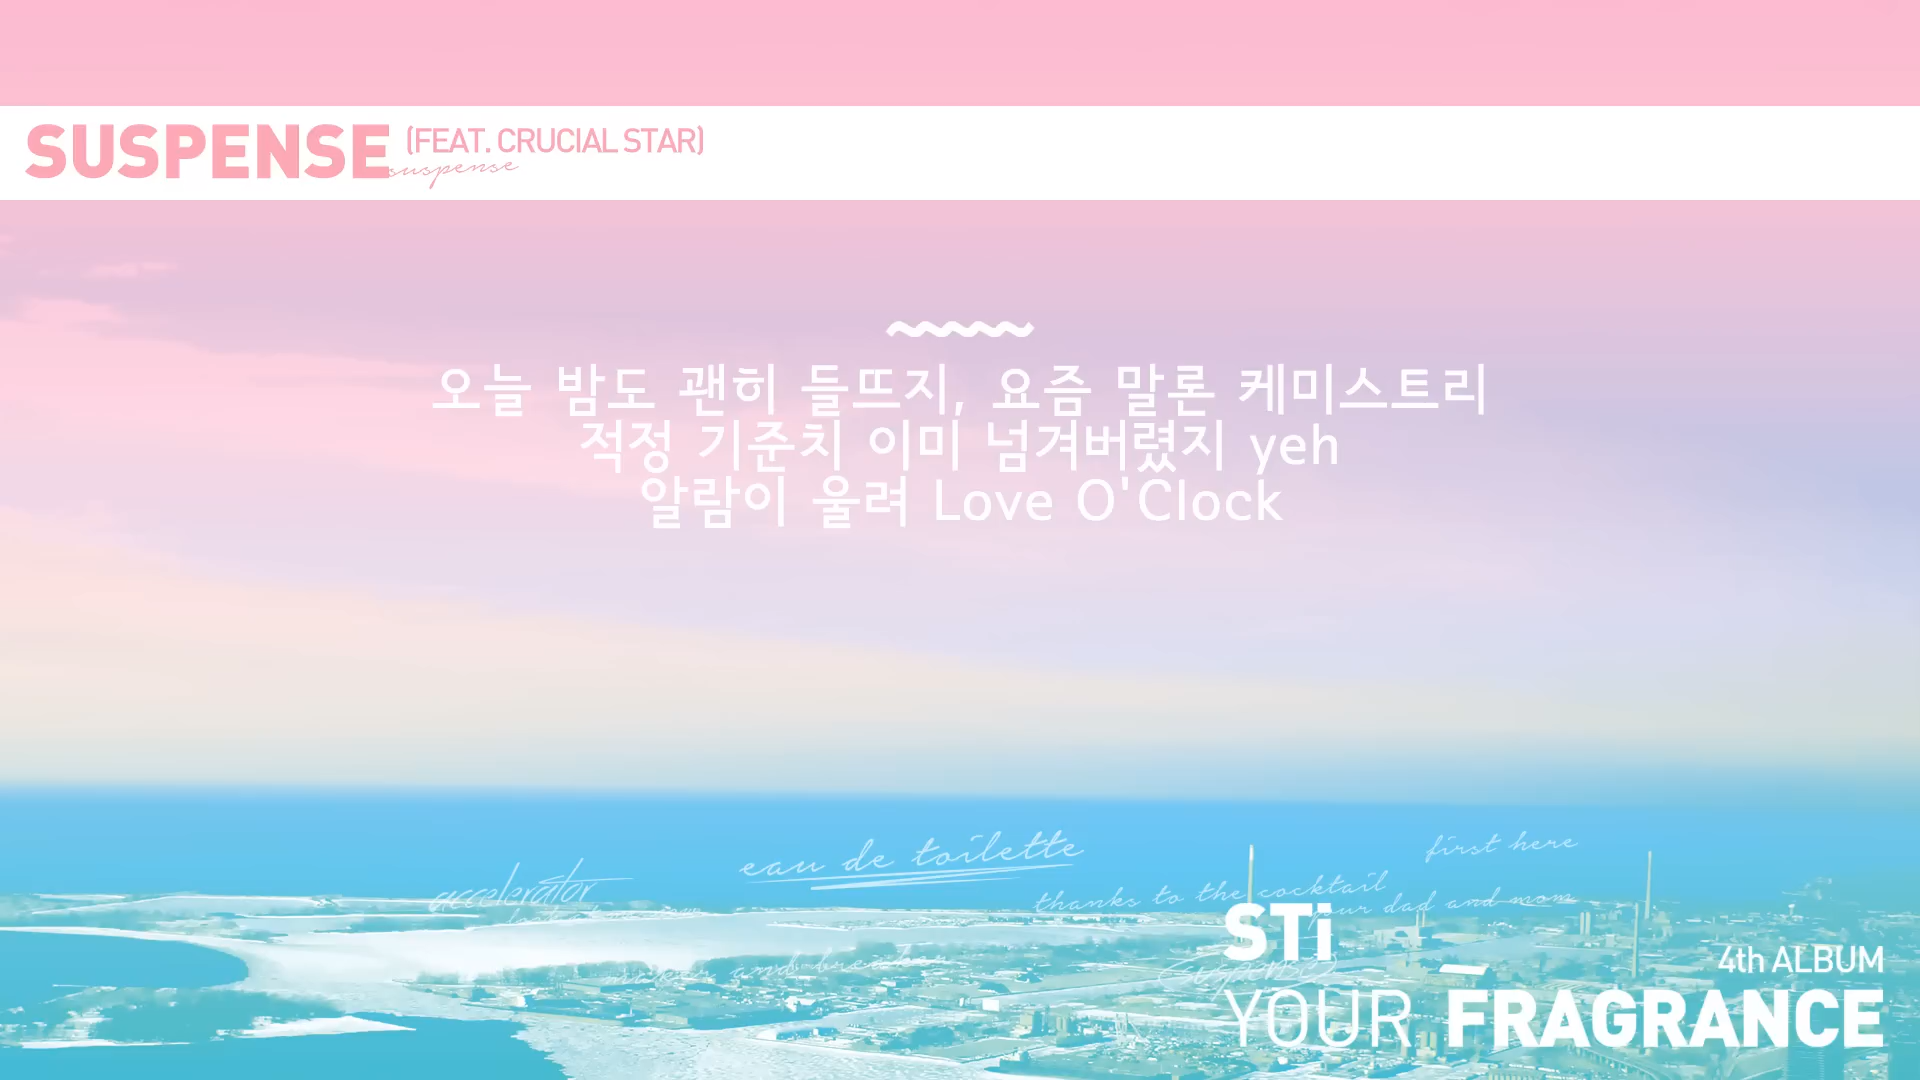 SUSPENSE (FEAT. CRUCIAL STAR)
suspense
오늘 밤도 괜히 들뜨지, 요즘 말론 케미스트리
적정 기준치 이미 넘겨버렸지 yeh
알람이 울려 Love O'Clock
first here
eau de toilette
accelerator
thanks to the cocktail
your dad and mom
STi
Suspense
4th ALBUM
YOUR FRAGRANCE